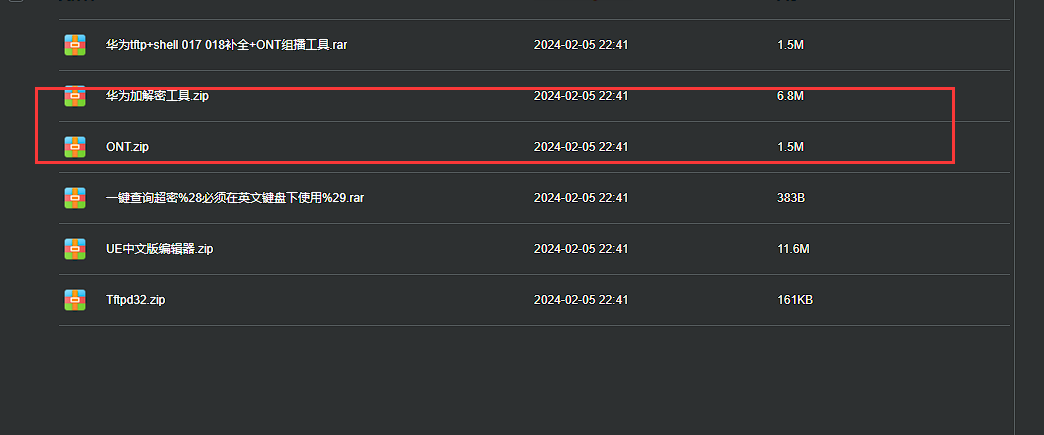 华为tftp+shell 017 018补全+ONT组播工具.rar 2024-02-05 22:41 1.5M
华为加解密工具.zip 2024-02-05 22:41 6.8M
ONT.zip 2024-02-05 22:41 1.5M
一键查询超密%28必须在英文键盘下使用%29.rar 2024-02-05 22:41 383B
UE中文版编辑器.zip 2024-02-05 22:41 11.6M
Tftpd32.zip 2024-02-05 22:41 161KB